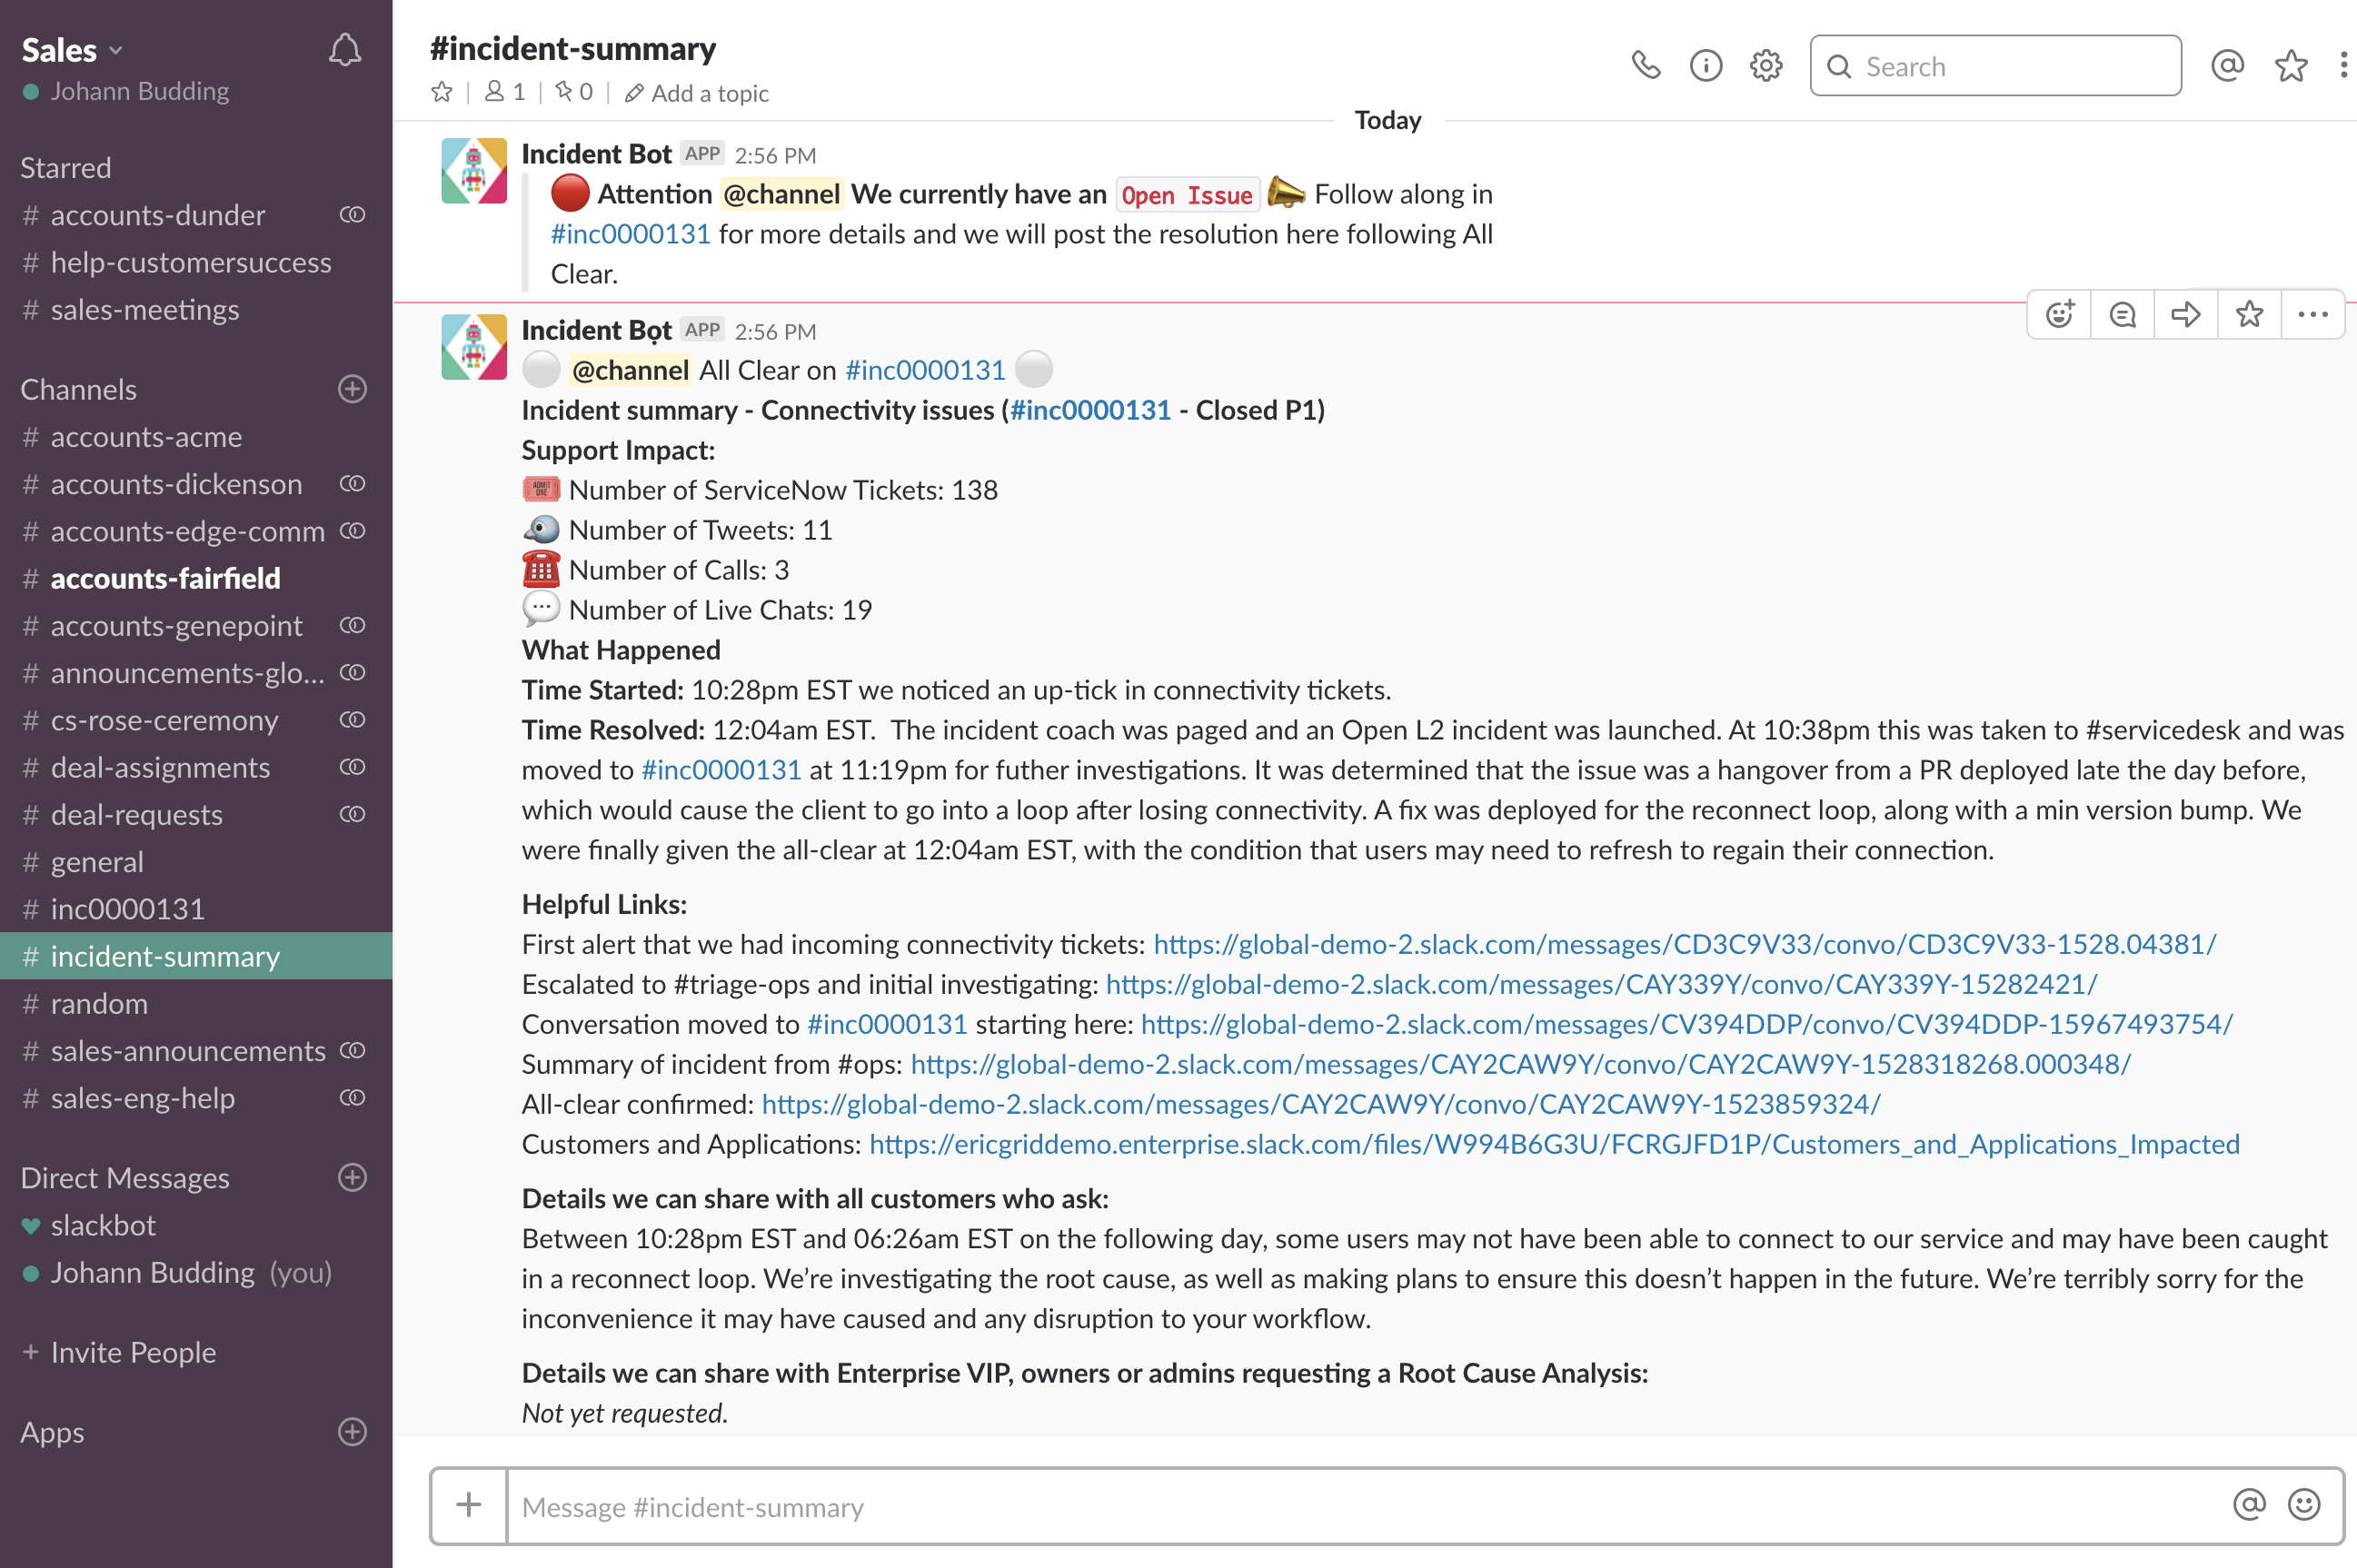 Sales
Johann Budding
Starred
# accounts-dunder
# help-customersuccess
# sales-meetings
Channels
# accounts-acme
# accounts-dickenson
# accounts-edge-comm
# accounts-fairfield
# accounts-genepoint
# announcements-glo...
# cs-rose-ceremony
# deal-assignments
# deal-requests
# general
# inc0000131
# incident-summary
# random
# sales-announcements
# sales-eng-help
Direct Messages
slackbot
Johann Budding (you)
+ Invite People
Apps
#incident-summary
1 | 0 | Add a topic
Search
Today
Incident Bot APP 2:56 PM
Attention @channel We currently have an Open Issue Follow along in
#inc0000131 for more details and we will post the resolution here following All
Clear.
Incident Bot APP 2:56 PM
@channel All Clear on #inc0000131
Incident summary - Connectivity issues (#inc0000131 - Closed P1)
Support Impact:
ADMIT ONE Number of ServiceNow Tickets: 138
Number of Tweets: 11
Number of Calls: 3
Number of Live Chats: 19
What Happened
Time Started: 10:28pm EST we noticed an up-tick in connectivity tickets.
Time Resolved: 12:04am EST. The incident coach was paged and an Open L2 incident was launched. At 10:38pm this was taken to #servicedesk and was
moved to #inc0000131 at 11:19pm for futher investigations. It was determined that the issue was a hangover from a PR deployed late the day before,
which would cause the client to go into a loop after losing connectivity. A fix was deployed for the reconnect loop, along with a min version bump. We
were finally given the all-clear at 12:04am EST, with the condition that users may need to refresh to regain their connection.
Helpful Links:
First alert that we had incoming connectivity tickets: https://global-demo-2.slack.com/messages/CD3C9V33/convo/CD3C9V33-1528.04381/
Escalated to #triage-ops and initial investigating: https://global-demo-2.slack.com/messages/CAY339Y/convo/CAY339Y-15282421/
Conversation moved to #inc0000131 starting here: https://global-demo-2.slack.com/messages/CV394DDP/convo/CV394DDP-15967493754/
Summary of incident from #ops: https://global-demo-2.slack.com/messages/CAY2CAW9Y/convo/CAY2CAW9Y-1528318268.000348/
All-clear confirmed: https://global-demo-2.slack.com/messages/CAY2CAW9Y/convo/CAY2CAW9Y-1523859324/
Customers and Applications: https://ericgriddemo.enterprise.slack.com/files/W994B6G3U/FCRGJFD1P/Customers_and_Applications_Impacted
Details we can share with all customers who ask:
Between 10:28pm EST and 06:26am EST on the following day, some users may not have been able to connect to our service and may have been caught
in a reconnect loop. We’re investigating the root cause, as well as making plans to ensure this doesn’t happen in the future. We’re terribly sorry for the
inconvenience it may have caused and any disruption to your workflow.
Details we can share with Enterprise VIP, owners or admins requesting a Root Cause Analysis:
Not yet requested.
Message #incident-summary